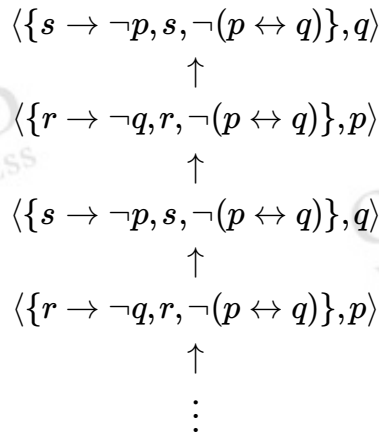 ⟨{s → ¬p, s, ¬(p ↔ q)}, q⟩
↑
⟨{r → ¬q, r, ¬(p ↔ q)}, p⟩
↑
⟨{s → ¬p, s, ¬(p ↔ q)}, q⟩
↑
⟨{r → ¬q, r, ¬(p ↔ q)}, p⟩
↑
⋮